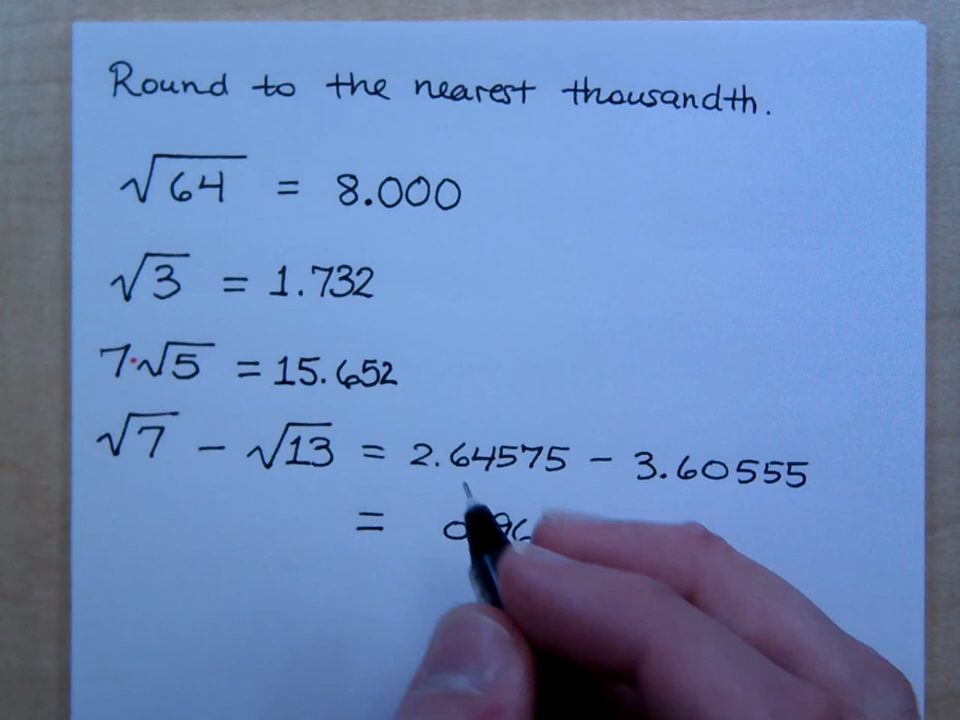 Round to the nearest thousandth.
√64 = 8.000
√3 = 1.732
7·√5 = 15.652
√7 - √13 = 2.64575 - 3.60555
=